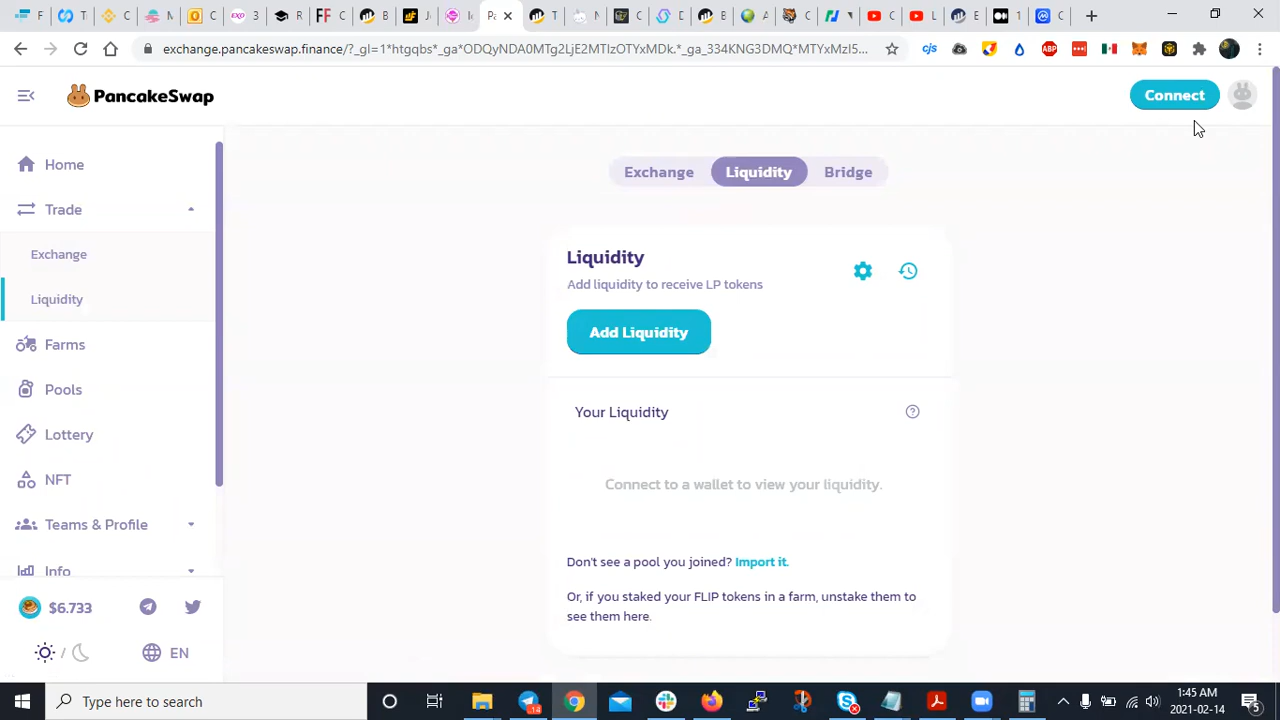 exchange.pancakeswap.finance/?_gl=1*htgqbs*_ga*ODQyNDA0MTg2LjE2MTIzOTYxMDk.*_ga_334KNG3DMQ*MTYxMzI5...
PancakeSwap
Connect
Home
Trade
Exchange
Liquidity
Farms
Pools
Lottery
NFT
Teams & Profile
Info
$6.733
/
EN
Exchange
Liquidity
Bridge
Liquidity
Add liquidity to receive LP tokens
Add Liquidity
Your Liquidity
Connect to a wallet to view your liquidity.
Don't see a pool you joined? Import it.
Or, if you staked your FLIP tokens in a farm, unstake them to
see them here.
Type here to search
14
1:45 AM
2021-02-14
5